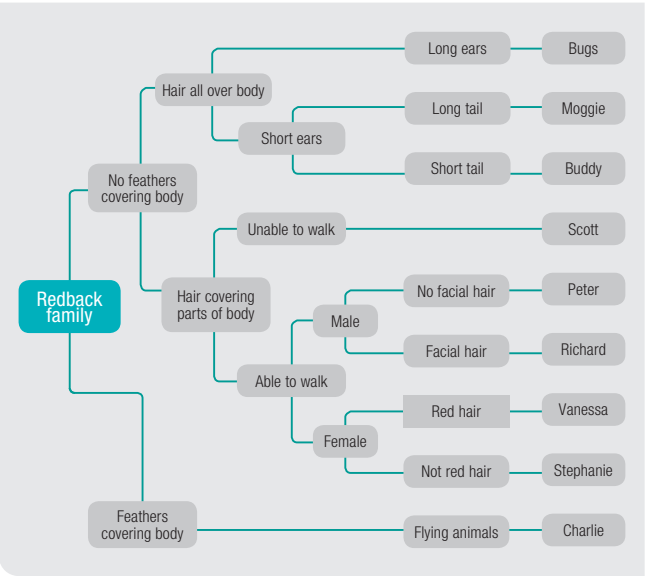 Long ears
Bugs
Hair all over body
Long tail
Moggie
Short ears
Short tail
Buddy
No feathers
covering body
Unable to walk
Scott
Redback
family
Hair covering
parts of body
No facial hair
Peter
Male
Facial hair
Richard
Able to walk
Red hair
Vanessa
Female
Not red hair
Stephanie
Feathers
covering body
Flying animals
Charlie